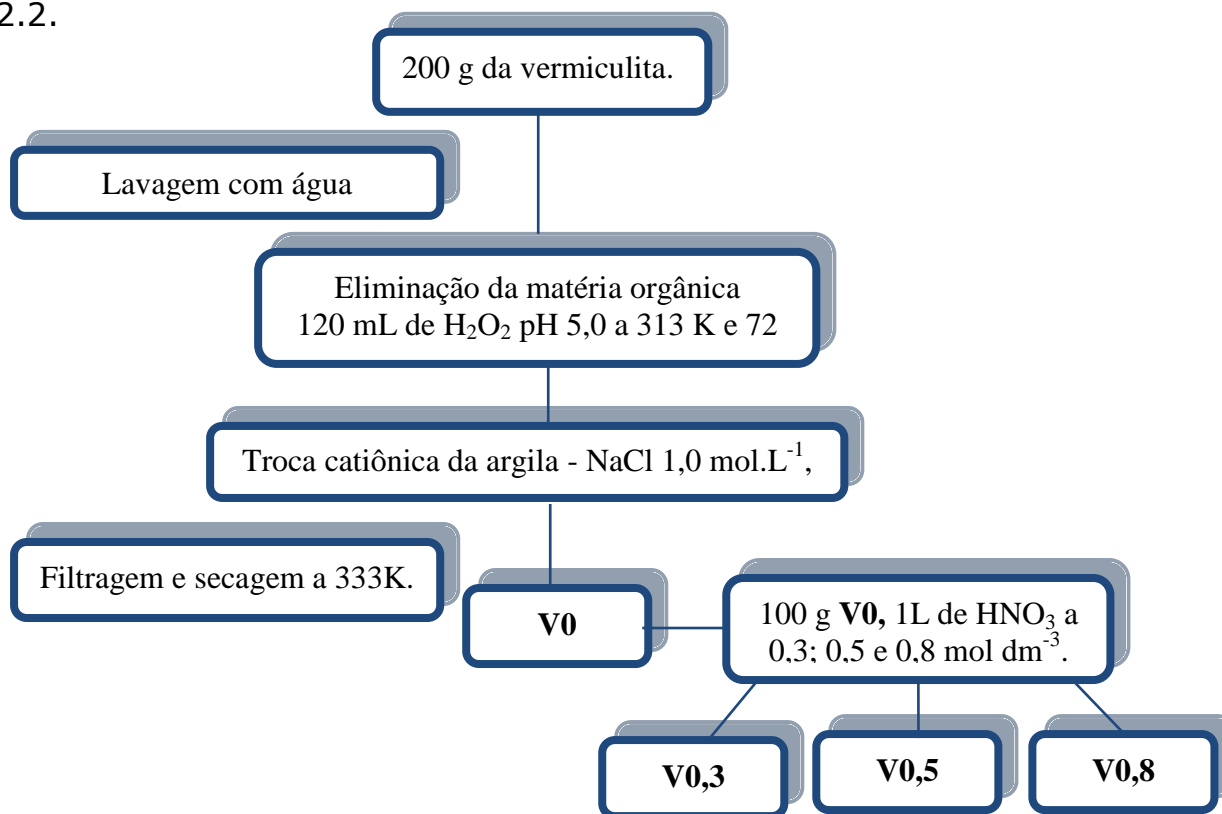 2.2.
200 g da vermiculita.
Lavagem com água
Eliminação da matéria orgânica
120 mL de H₂O₂ pH 5,0 a 313 K e 72
Troca catiônica da argila - NaCl 1,0 mol.L⁻¹,
Filtragem e secagem a 333K.
V0
100 g V0, 1L de HNO₃ a
0,3; 0,5 e 0,8 mol dm⁻³.
V0,3
V0,5
V0,8